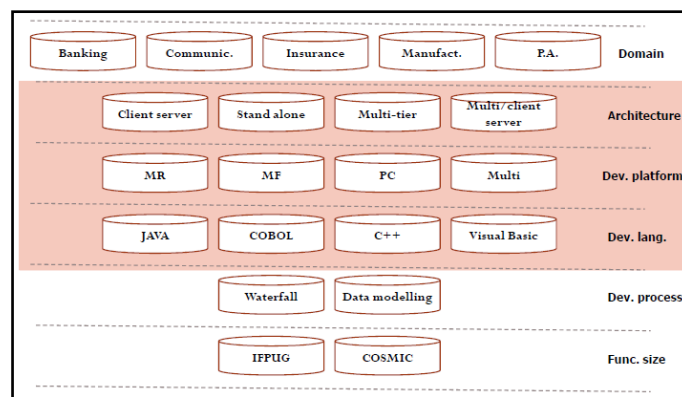 Banking Communic. Insurance Manufact. P.A. Domain
Client server Stand alone Multi-tier Multi/client server Architecture
MR MF PC Multi Dev. platform
JAVA COBOL C++ Visual Basic Dev. lang.
Waterfall Data modelling Dev. process
IFPUG COSMIC Func. size